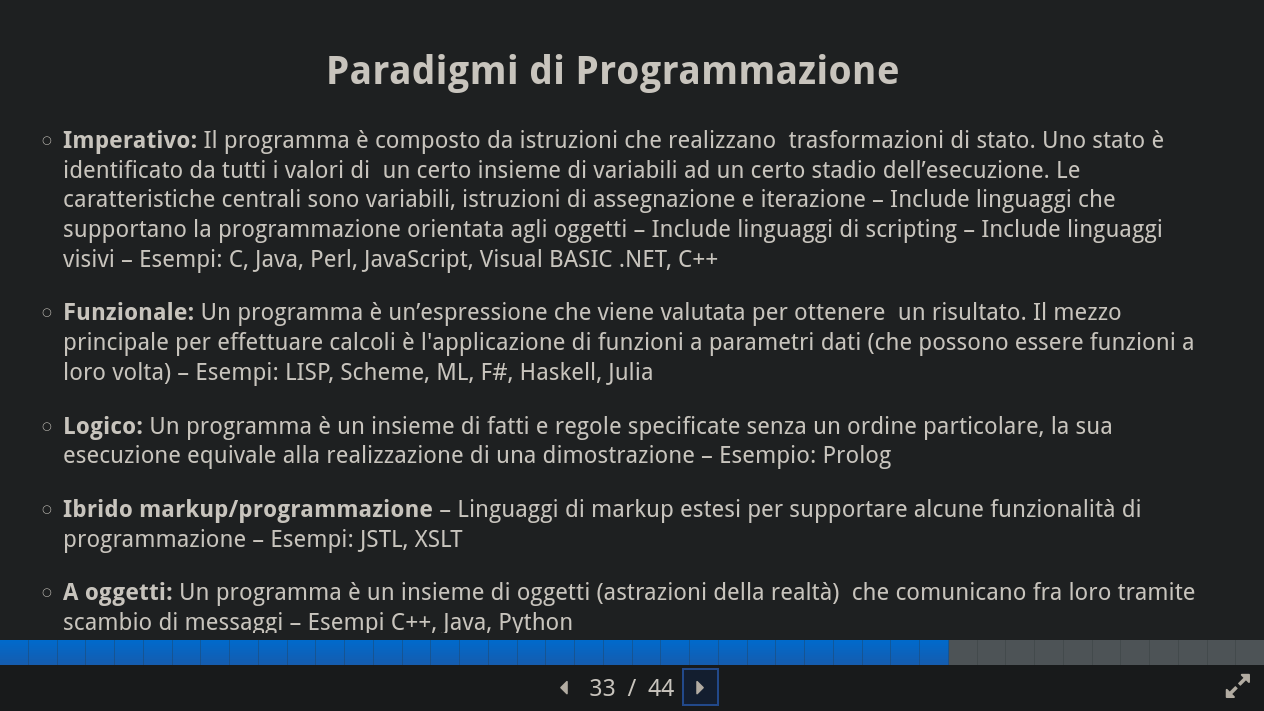 Paradigmi di Programmazione
Imperativo: Il programma è composto da istruzioni che realizzano  trasformazioni di stato. Uno stato è
identificato da tutti i valori di  un certo insieme di variabili ad un certo stadio dell’esecuzione. Le
caratteristiche centrali sono variabili, istruzioni di assegnazione e iterazione – Include linguaggi che
supportano la programmazione orientata agli oggetti – Include linguaggi di scripting – Include linguaggi
visivi – Esempi: C, Java, Perl, JavaScript, Visual BASIC .NET, C++
Funzionale: Un programma è un’espressione che viene valutata per ottenere  un risultato. Il mezzo
principale per effettuare calcoli è l'applicazione di funzioni a parametri dati (che possono essere funzioni a
loro volta) – Esempi: LISP, Scheme, ML, F#, Haskell, Julia
Logico: Un programma è un insieme di fatti e regole specificate senza un ordine particolare, la sua
esecuzione equivale alla realizzazione di una dimostrazione – Esempio: Prolog
Ibrido markup/programmazione – Linguaggi di markup estesi per supportare alcune funzionalità di
programmazione – Esempi: JSTL, XSLT
A oggetti: Un programma è un insieme di oggetti (astrazioni della realtà)  che comunicano fra loro tramite
scambio di messaggi – Esempi C++, Java, Python
33 / 44